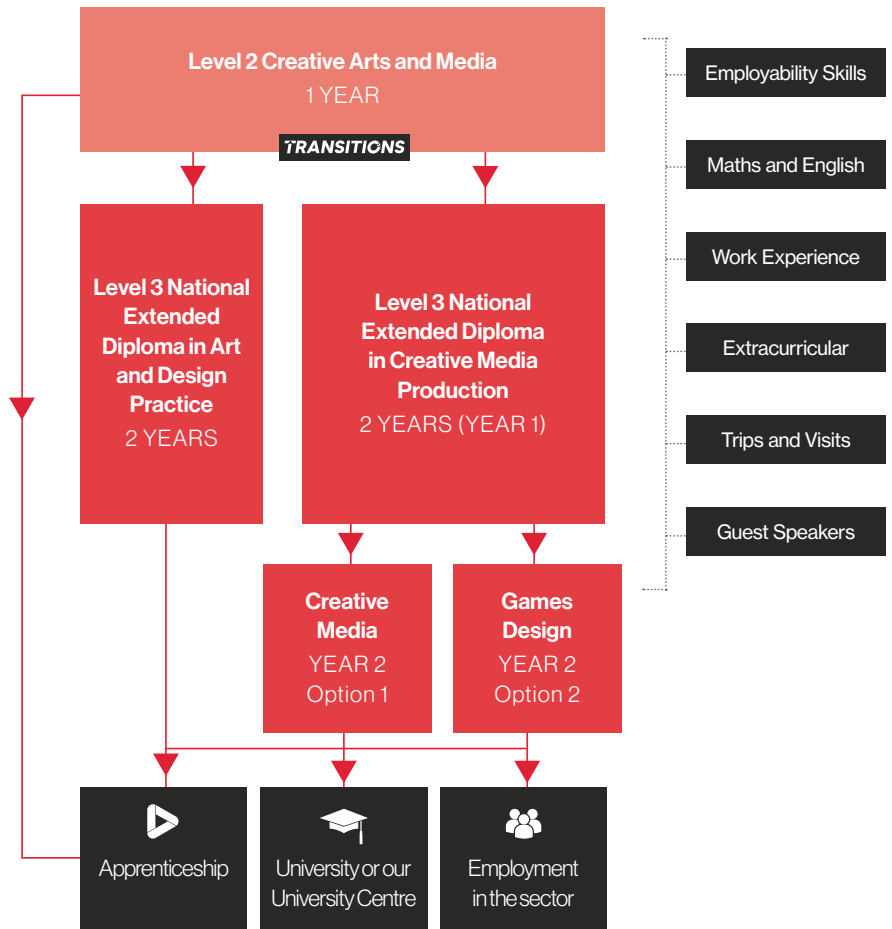 Level 2 Creative Arts and Media
1 YEAR
TRANSITIONS
Level 3 National
Extended
Diploma in Art
and Design
Practice
2 YEARS
Level 3 National
Extended Diploma
in Creative Media
Production
2 YEARS (YEAR 1)
Creative
Media
YEAR 2
Option 1
Games
Design
YEAR 2
Option 2
Apprenticeship
University or our
University Centre
Employment
in the sector
Employability Skills
Maths and English
Work Experience
Extracurricular
Trips and Visits
Guest Speakers